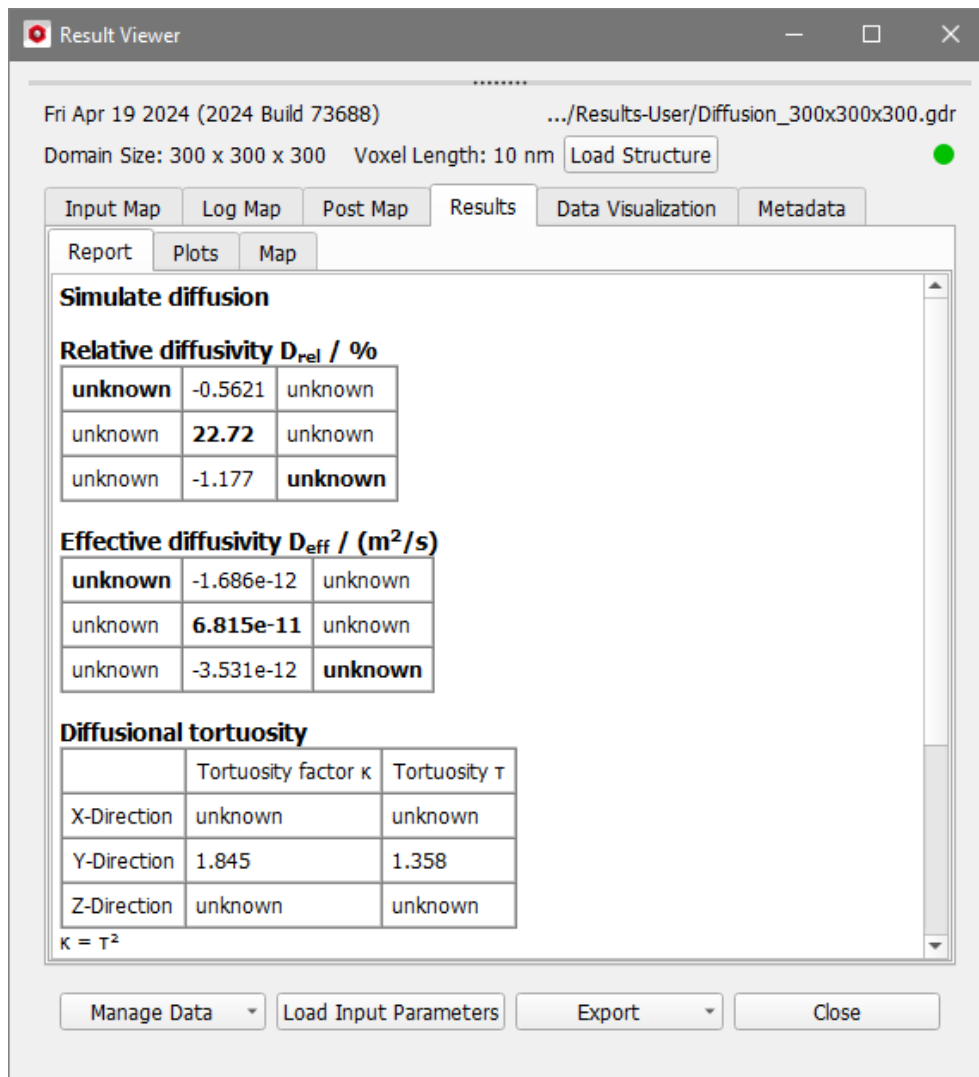 Result Viewer
Fri Apr 19 2024 (2024 Build 73688) .../Results-User/Diffusion_300x300x300.gdr
Domain Size: 300 x 300 x 300 Voxel Length: 10 nm Load Structure
Input Map Log Map Post Map Results Data Visualization Metadata
Report Plots Map
Simulate diffusion
Relative diffusivity Drel / %
unknown -0.5621 unknown
unknown 22.72 unknown
unknown -1.177 unknown
Effective diffusivity Deff / (m²/s)
unknown -1.686e-12 unknown
unknown 6.815e-11 unknown
unknown -3.531e-12 unknown
Diffusional tortuosity
Tortuosity factor κ Tortuosity τ
X-Direction unknown unknown
Y-Direction 1.845 1.358
Z-Direction unknown unknown
κ = τ²
Manage Data Load Input Parameters Export Close